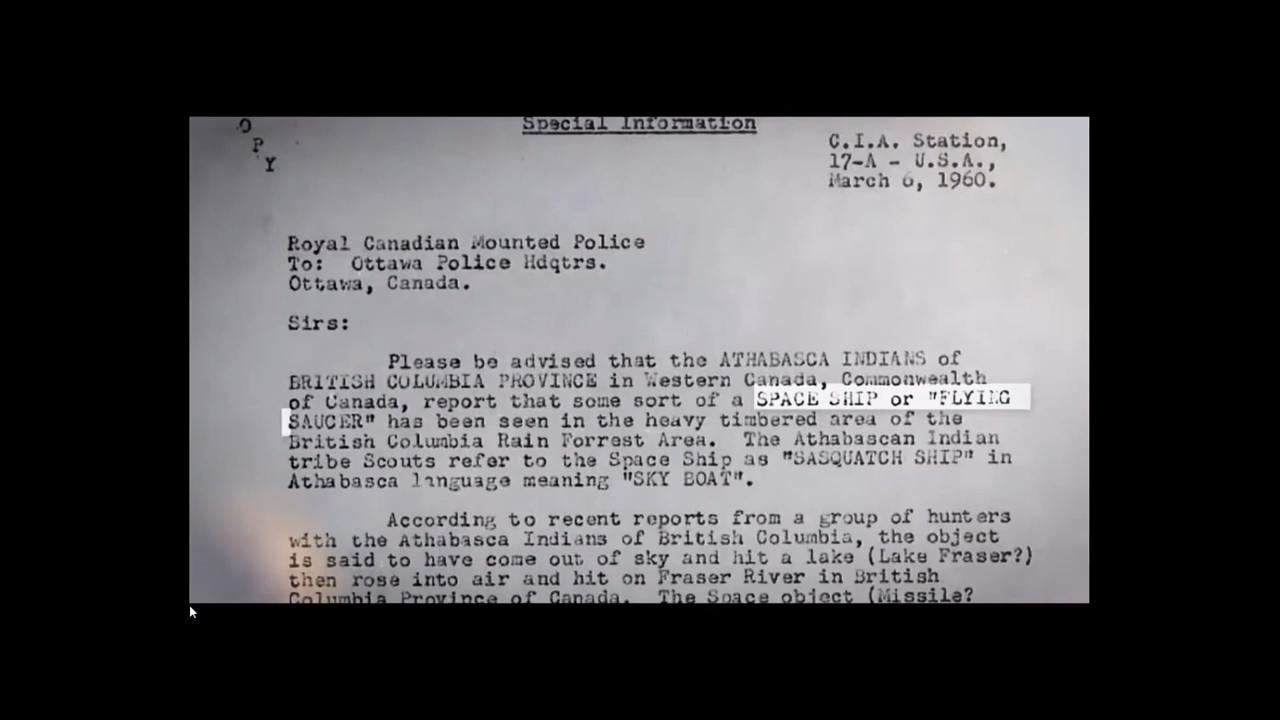 Special Information
O
P
Y
C.I.A. Station,
17-A - U.S.A.,
March 6, 1960.
Royal Canadian Mounted Police
To: Ottawa Police Hdqtrs.
Ottawa, Canada.
Sirs:
Please be advised that the ATHABASCA INDIANS of
BRITISH COLUMBIA PROVINCE in Western Canada, Commonwealth
of Canada, report that some sort of a SPACE SHIP or "FLYING
SAUCER" has been seen in the heavy timbered area of the
British Columbia Rain Forrest Area. The Athabascan Indian
tribe Scouts refer to the Space Ship as "SASQUATCH SHIP" in
Athabasca language meaning "SKY BOAT".
According to recent reports from a group of hunters
with the Athabasca Indians of British Columbia, the object
is said to have come out of sky and hit a lake (Lake Fraser?)
then rose into air and hit on Fraser River in British
Columbia Province of Canada. The Space object (Missile?